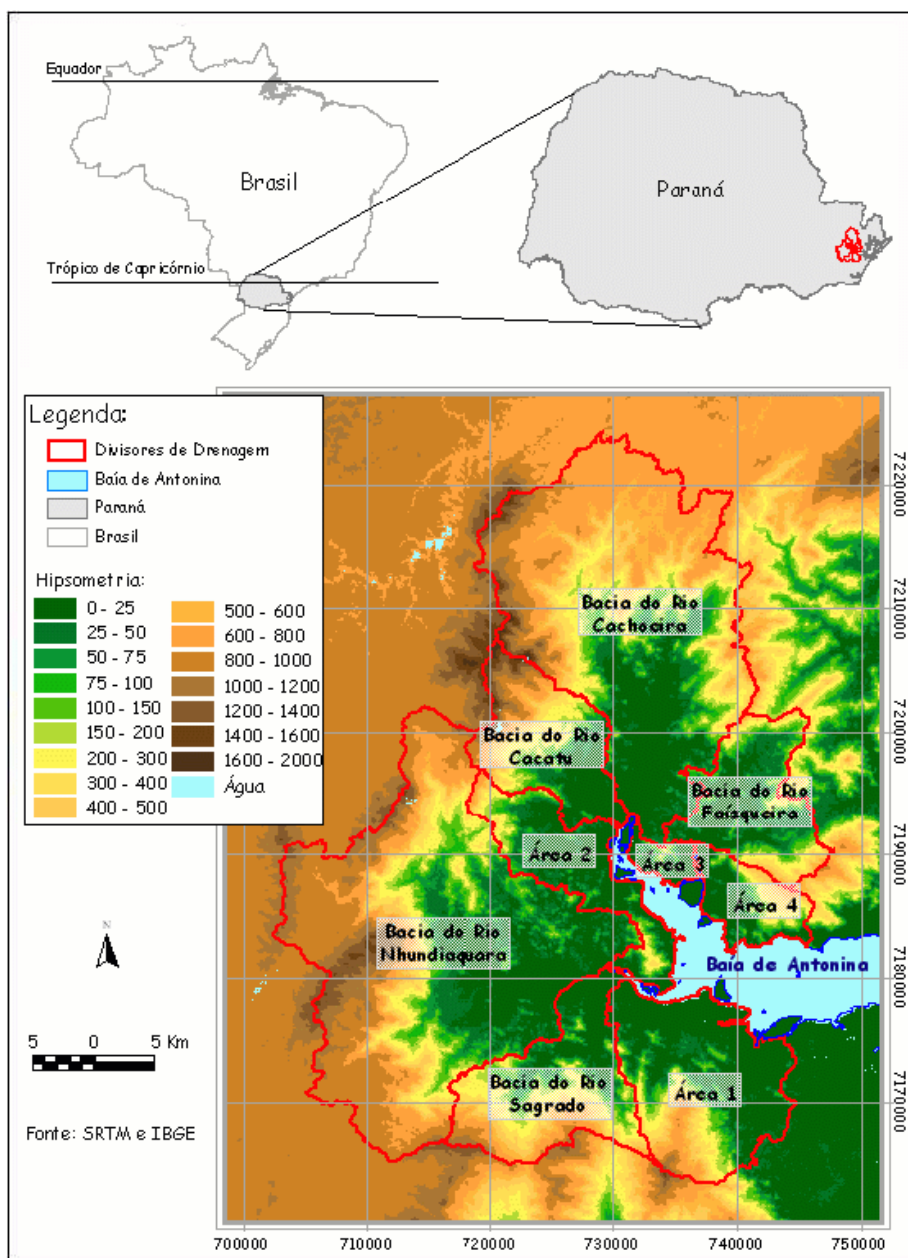 Equador
Brasil
Trópico de Capricórnio
Paraná
Legenda:
Divisores de Drenagem
Baía de Antonina
Paraná
Brasil
Hipsometria:
0 - 25
25 - 50
50 - 75
75 - 100
100 - 150
150 - 200
200 - 300
300 - 400
400 - 500
500 - 600
600 - 800
800 - 1000
1000 - 1200
1200 - 1400
1400 - 1600
1600 - 2000
Água
N
5 0 5 Km
Fonte: SRTM e IBGE
Bacia do Rio
Cachoeira
Bacia do Rio
Cacatu
Bacia do Rio
Faisqueira
Área 2
Área 3
Área 4
Bacia do Rio
Nhundiaquara
Baía de Antonina
Bacia do Rio
Sagrado
Área 1
7220000
7210000
7200000
7190000
7180000
7170000
700000 710000 720000 730000 740000 750000